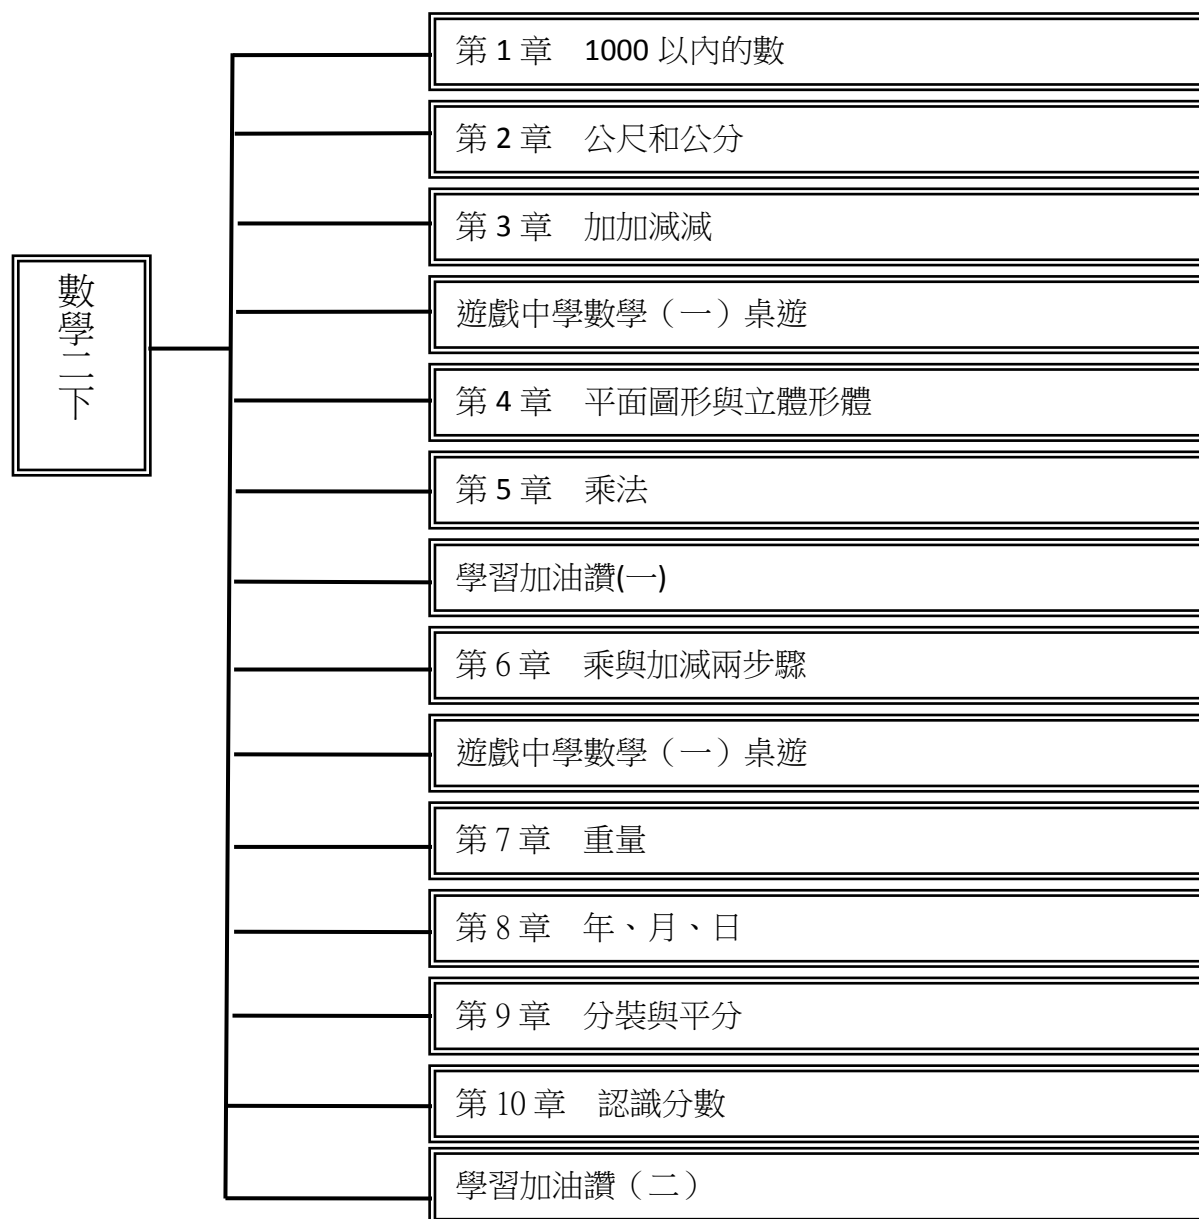 數學二下
第 1 章　1000 以內的數
第 2 章　公尺和公分
第 3 章　加加減減
遊戲中學數學（一）桌遊
第 4 章　平面圖形與立體形體
第 5 章　乘法
學習加油讚(一)
第 6 章　乘與加減兩步驟
遊戲中學數學（一）桌遊
第 7 章　重量
第 8 章　年、月、日
第 9 章　分裝與平分
第 10 章　認識分數
學習加油讚（二）